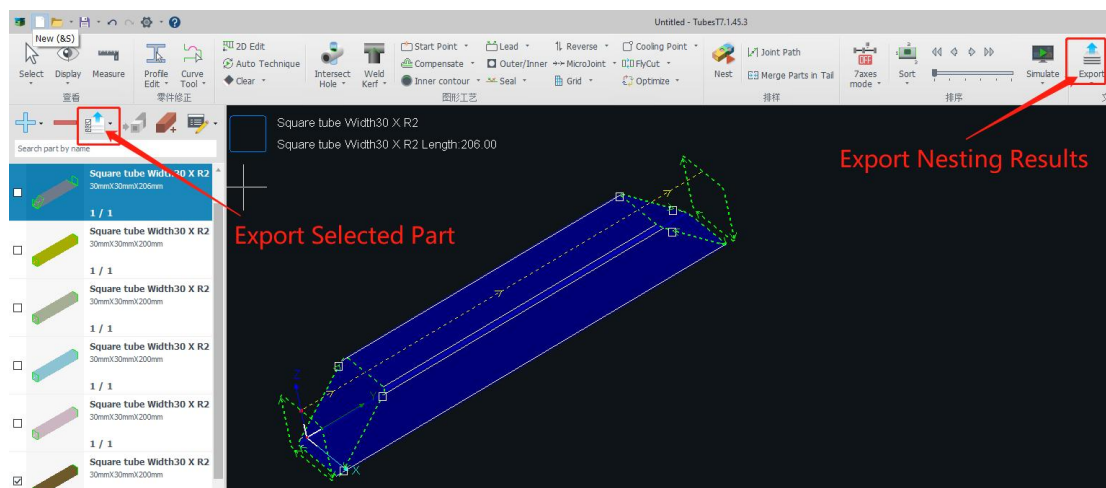 Untitled - TubesT7.1.45.3
New (&S)
Select
Display
Measure
查看
Profile Edit
Curve Tool
零件修正
2D Edit
Auto Technique
Clear
Intersect Hole
Weld Kerf
Start Point
Lead
Reverse
Cooling Point
Compensate
Outer/Inner
MicroJoint
FlyCut
Inner contour
Seal
Grid
Optimize
图形工艺
Nest
Joint Path
Merge Parts in Tail
排样
7axes mode
Sort
排序
Simulate
Export
Search part by name
Square tube Width30 X R2
30mmX30mmX206mm
1 / 1
Square tube Width30 X R2
30mmX30mmX200mm
1 / 1
Square tube Width30 X R2
30mmX30mmX200mm
1 / 1
Square tube Width30 X R2
30mmX30mmX200mm
1 / 1
Square tube Width30 X R2
30mmX30mmX200mm
1 / 1
Square tube Width30 X R2
30mmX30mmX200mm
Square tube Width30 X R2
Square tube Width30 X R2 Length:206.00
Export Selected Part
Export Nesting Results
Z
Y
X